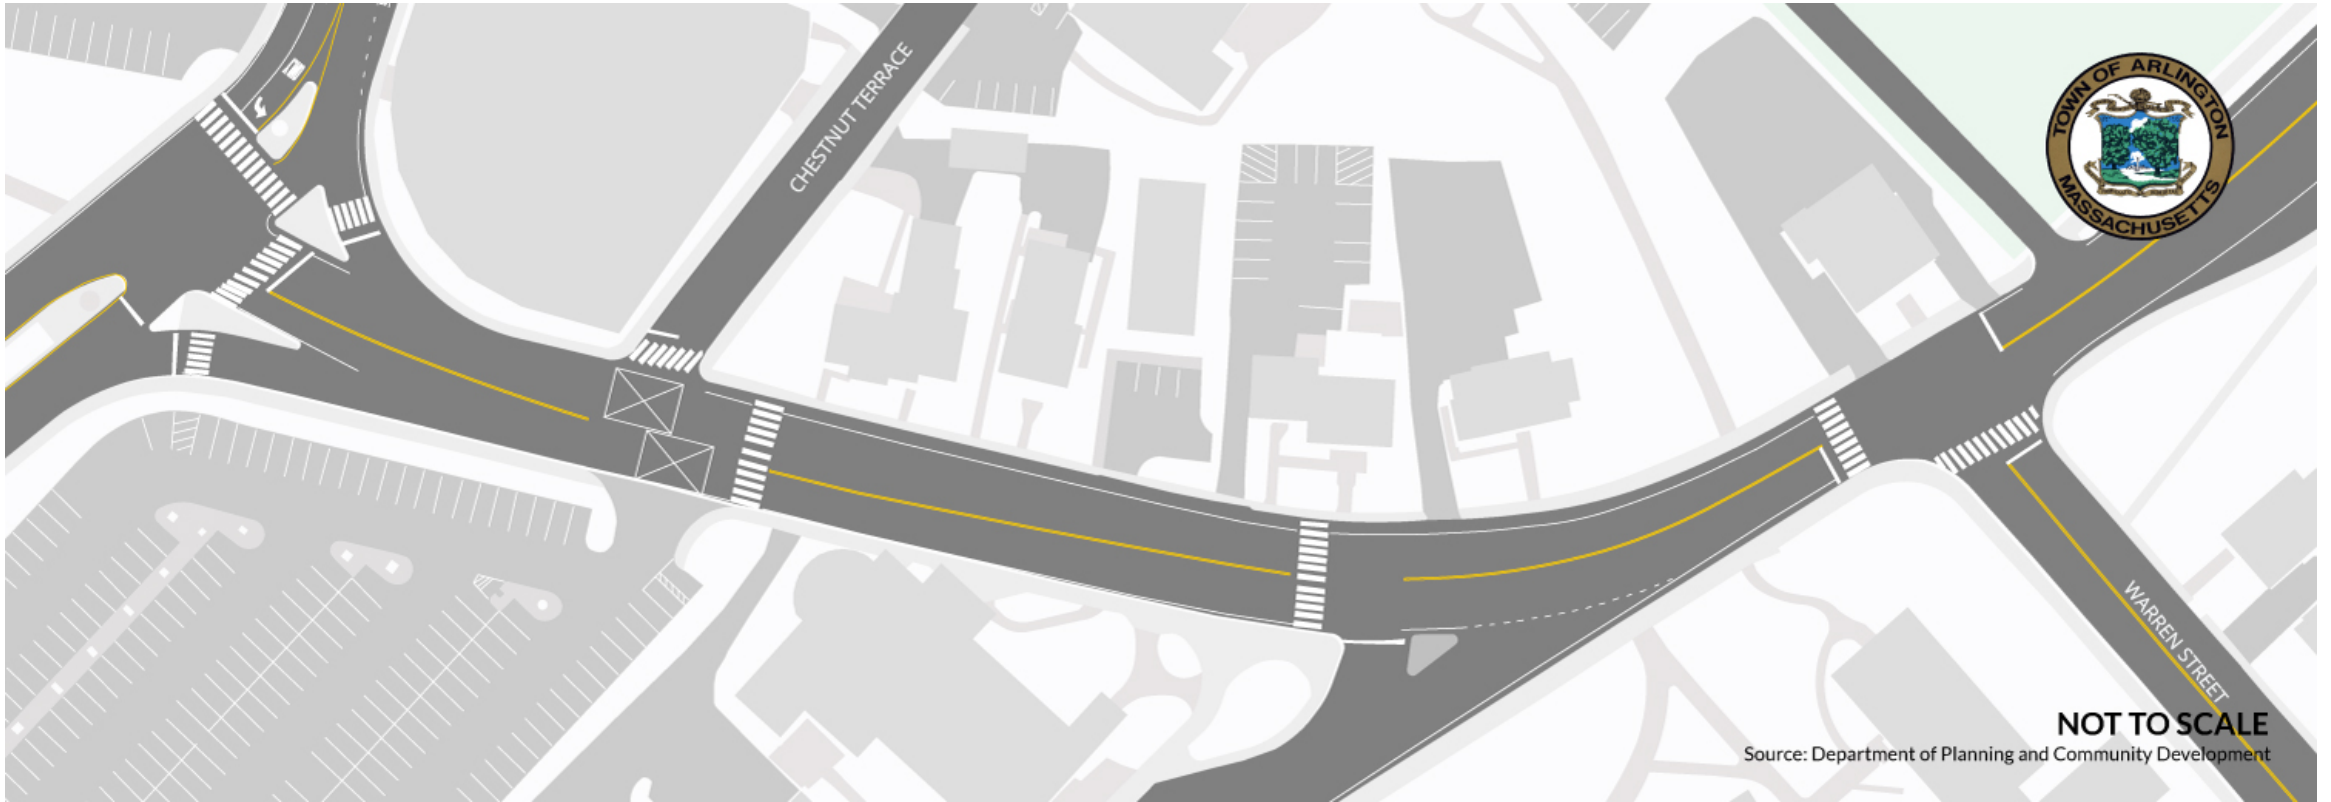 CHESTNUT TERRACE
TOWN OF ARLINGTON
MASSACHUSETTS
WARREN STREET
NOT TO SCALE
Source: Department of Planning and Community Development